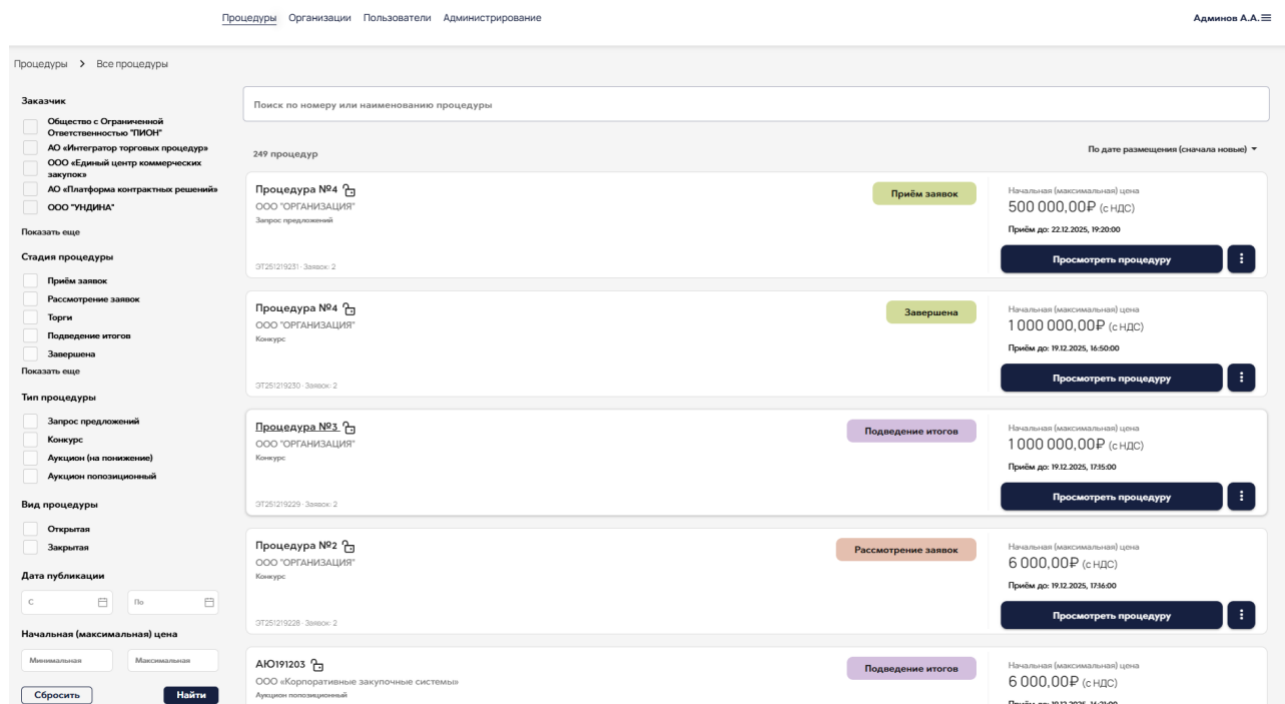 Процедуры Организации Пользователи Администрирование
Админов А.А.
Процедуры > Все процедуры
Заказчик
Общество с Ограниченной
Ответственностью "ПИОН"
АО «Интегратор торговых процедур»
ООО «Единый центр коммерческих
закупок»
АО «Платформа контрактных решений»
ООО "УНДИНА"
Показать еще
Стадия процедуры
Приём заявок
Рассмотрение заявок
Торги
Подведение итогов
Завершена
Показать еще
Тип процедуры
Запрос предложений
Конкурс
Аукцион (на понижение)
Аукцион попозиционный
Вид процедуры
Открытая
Закрытая
Дата публикации
С
По
Начальная (максимальная) цена
Минимальная
Максимальная
Сбросить
Найти
Поиск по номеру или наименованию процедуры
249 процедур
По дате размещения (сначала новые)
Процедура №4
ООО "ОРГАНИЗАЦИЯ"
Запрос предложений
ЭТ251219231 · Заявок: 2
Приём заявок
Начальная (максимальная) цена
500 000,00₽ (с НДС)
Приём до: 22.12.2025, 19:20:00
Просмотреть процедуру
Процедура №4
ООО "ОРГАНИЗАЦИЯ"
Конкурс
ЭТ251219230 · Заявок: 2
Завершена
Начальная (максимальная) цена
1 000 000,00₽ (с НДС)
Приём до: 19.12.2025, 16:50:00
Просмотреть процедуру
Процедура №3
ООО "ОРГАНИЗАЦИЯ"
Конкурс
ЭТ251219229 · Заявок: 2
Подведение итогов
Начальная (максимальная) цена
1 000 000,00₽ (с НДС)
Приём до: 19.12.2025, 17:15:00
Просмотреть процедуру
Процедура №2
ООО "ОРГАНИЗАЦИЯ"
Конкурс
ЭТ251219228 · Заявок: 2
Рассмотрение заявок
Начальная (максимальная) цена
6 000,00₽ (с НДС)
Приём до: 19.12.2025, 17:16:00
Просмотреть процедуру
АЮ191203
ООО «Корпоративные закупочные системы»
Аукцион попозиционный
Подведение итогов
Начальная (максимальная) цена
6 000,00₽ (с НДС)
Приём до: 19.12.2025, 16:21:00